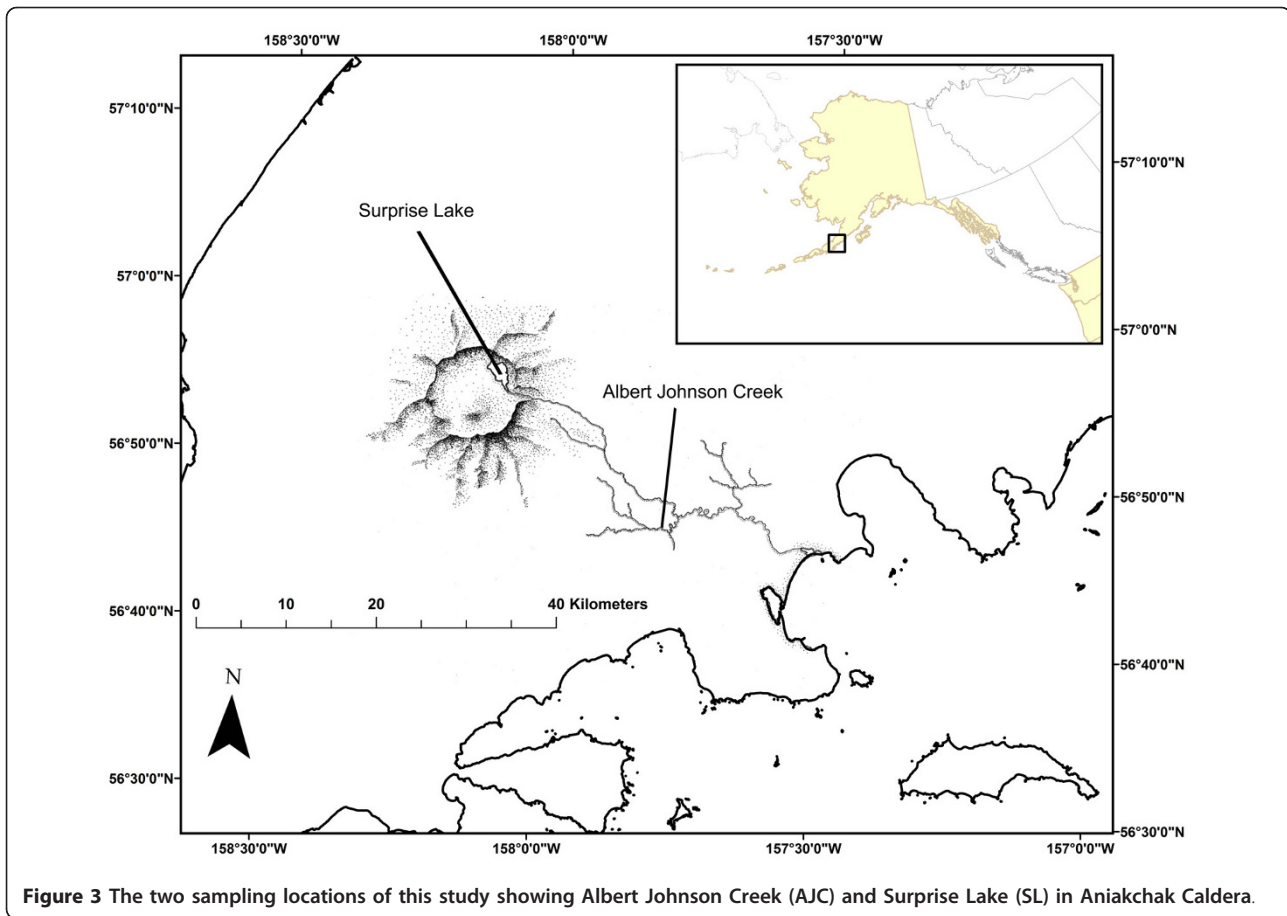 158°30'0"W 158°0'0"W 157°30'0"W
57°10'0"N
57°10'0"N
Surprise Lake
57°0'0"N
57°0'0"N
Albert Johnson Creek
56°50'0"N
56°50'0"N
0 10 20 40 Kilometers
56°40'0"N
56°40'0"N
N
56°30'0"N
56°30'0"N
158°30'0"W 158°0'0"W 157°30'0"W 157°0'0"W
Figure 3 The two sampling locations of this study showing Albert Johnson Creek (AJC) and Surprise Lake (SL) in Aniakchak Caldera.